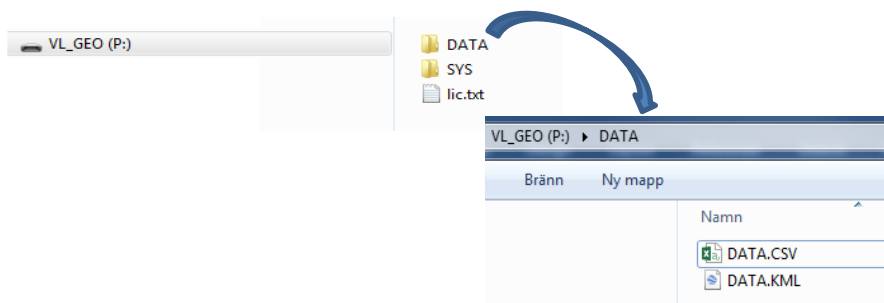 VL_GEO (P:)
DATA
SYS
lic.txt
VL_GEO (P:) ▸ DATA
Bränn Ny mapp
Namn
DATA.CSV
DATA.KML